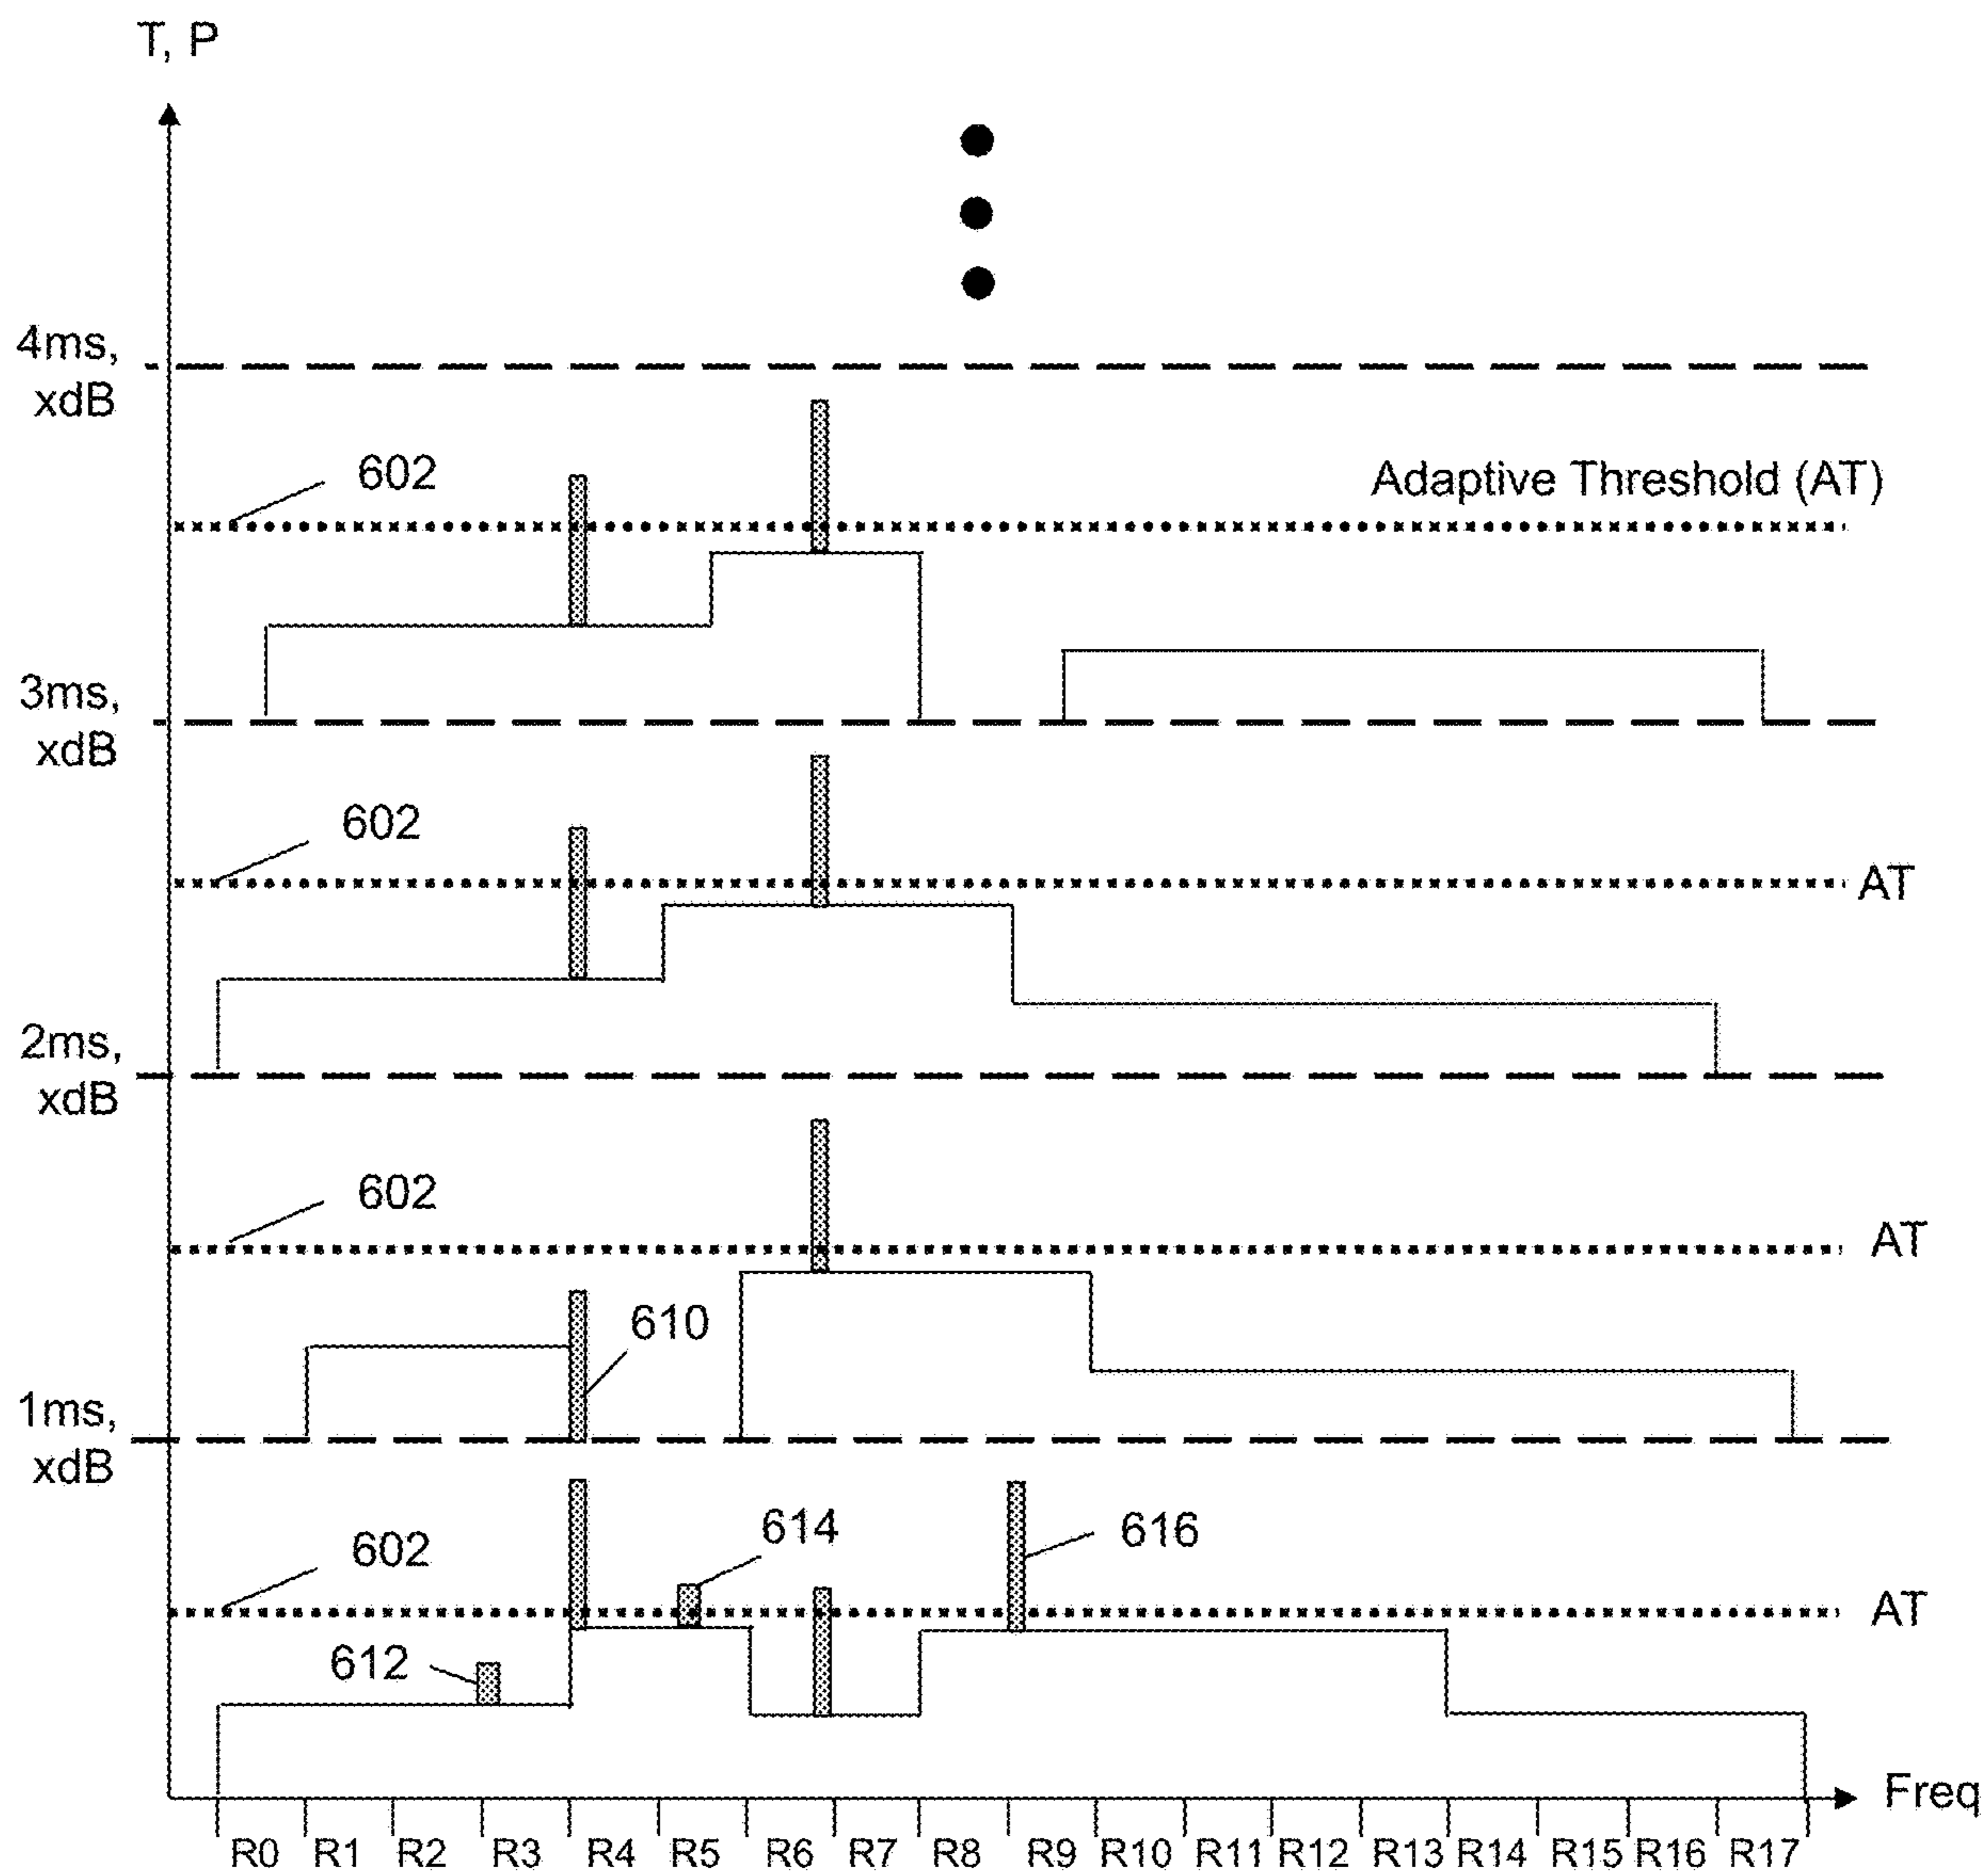 T, P
4ms,
xdB
602
Adaptive Threshold (AT)
3ms,
xdB
602
AT
2ms,
xdB
602
AT
610
1ms,
xdB
614
616
602
AT
612
Freq
R0 R1 R2 R3 R4 R5 R6 R7 R8 R9 R10 R11 R12 R13 R14 R15 R16 R17